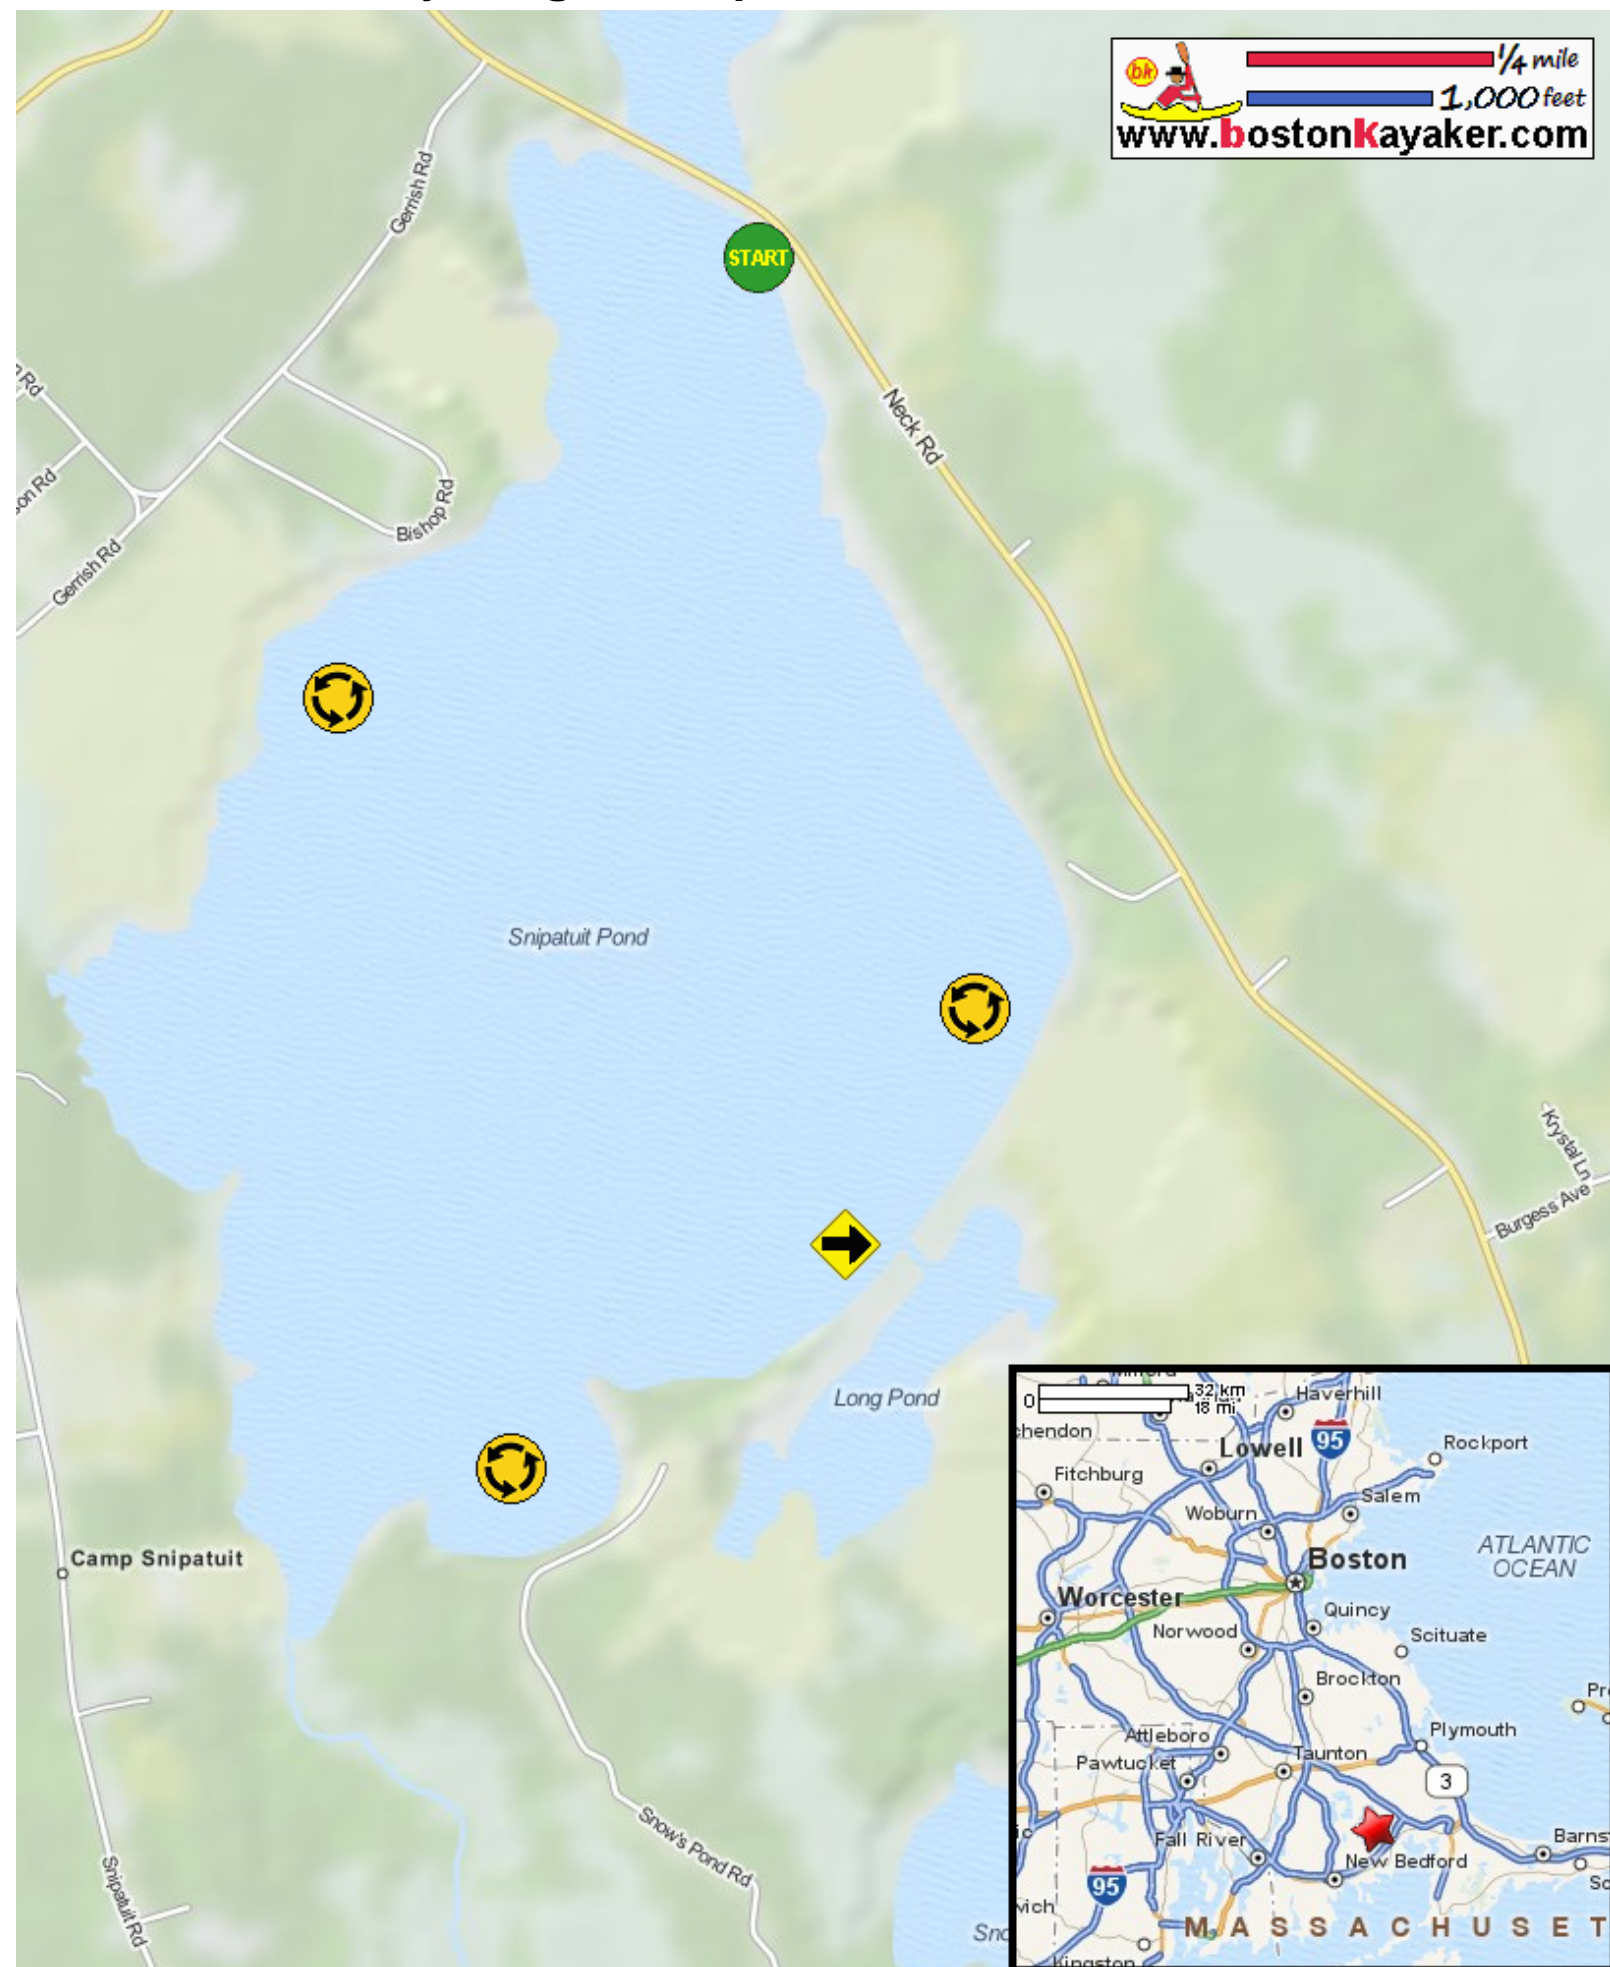 bk
1/4 mile
1,000 feet
www.bostonkayaker.com
Gerrish Rd
START
Rd
Neck Rd
Rd
Bishop Rd
Gerrish Rd
Snipatuit Pond
Krystal Ln
Burgess Ave
Long Pond
Camp Snipatuit
Snow's Pond Rd
Snipatuit Rd
0
32 km
18 mi
Haverhill
Lowell
95
Rockport
Fitchburg
Salem
Woburn
ATLANTIC
OCEAN
Boston
Worcester
Quincy
Norwood
Scituate
Brockton
Plymouth
Attleboro
Pawtucket
Taunton
3
Fall River
Barns
New Bedford
95
MASSACHUSET
Kingston